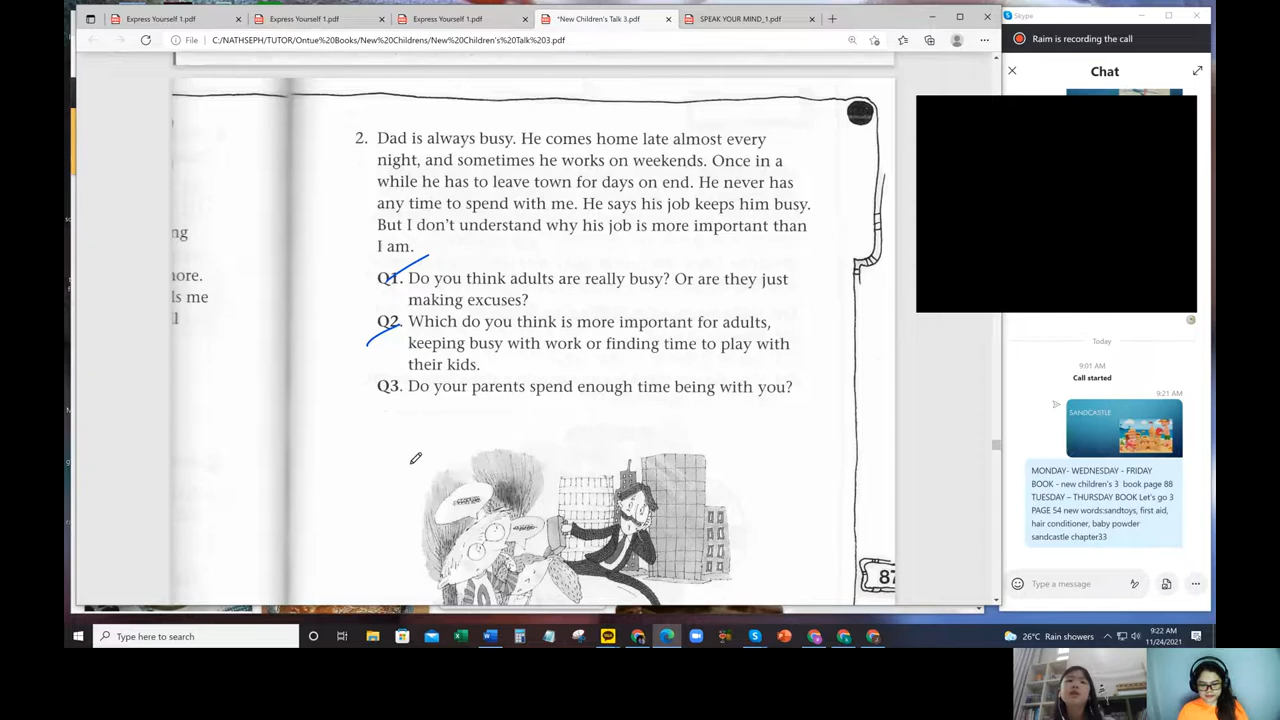 Express Yourself 1.pdf
Express Yourself 1.pdf
Express Yourself 1.pdf
*New Children's Talk 3.pdf
SPEAK YOUR MIND_1.pdf
File
C:/NATHSEPH/TUTOR/Ontue%20Books/New%20Childrens/New%20Children's%20Talk%203.pdf
2. Dad is always busy. He comes home late almost every
night, and sometimes he works on weekends. Once in a
while he has to leave town for days on end. He never has
any time to spend with me. He says his job keeps him busy.
But I don't understand why his job is more important than
I am.
Q1. Do you think adults are really busy? Or are they just
making excuses?
Q2. Which do you think is more important for adults,
keeping busy with work or finding time to play with
their kids.
Q3. Do your parents spend enough time being with you?
ng
nore.
ls me
87
Skype
Raim is recording the call
Chat
Today
9:01 AM
Call started
9:21 AM
SANDCASTLE
MONDAY- WEDNESDAY - FRIDAY
BOOK - new children's 3 book page 88
TUESDAY – THURSDAY BOOK Let's go 3
PAGE 54 new words:sandtoys, first aid,
hair conditioner, baby powder
sandcastle chapter33
Type a message
Type here to search
26°C Rain showers
9:22 AM
11/24/2021